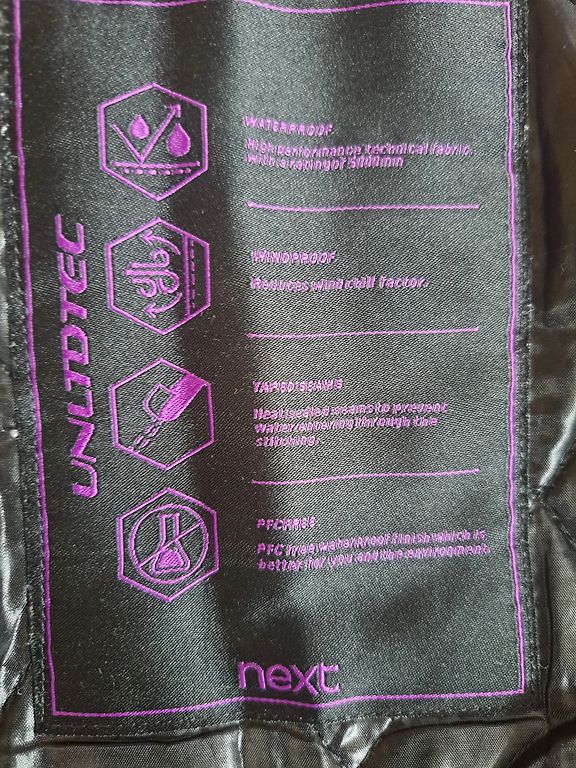 UNLTDTEC
WATERPROOF
High performance technical fabric.
with a rating of 5000mm
WINDPROOF
Reduces wind chill factor.
TAPED SEAMS
Heat sealed seams to prevent
water entering through the
stitching.
PFC FREE
PFC free waterproof finish which is
better for you and the environment.
next